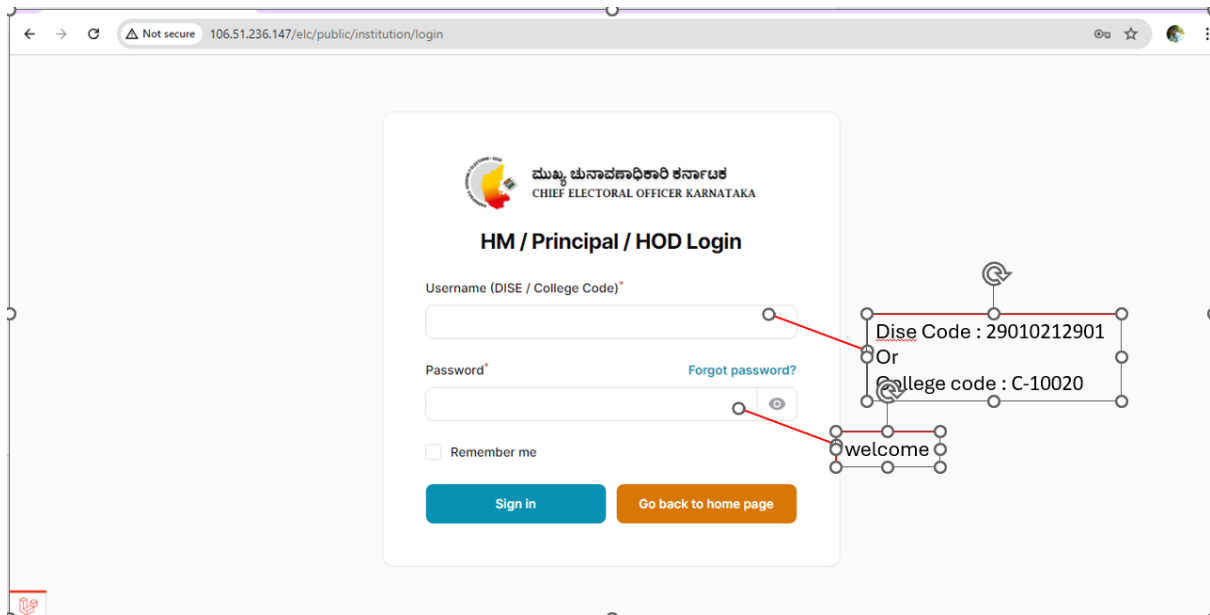 Not secure 106.51.236.147/elc/public/institution/login
ಮುಖ್ಯ ಚುನಾವಣಾಧಿಕಾರಿ ಕರ್ನಾಟಕ
CHIEF ELECTORAL OFFICER KARNATAKA
HM / Principal / HOD Login
Username (DISE / College Code)*
Dise Code : 29010212901
Or
College code : C-10020
Password*
Forgot password?
welcome
Remember me
Sign in
Go back to home page